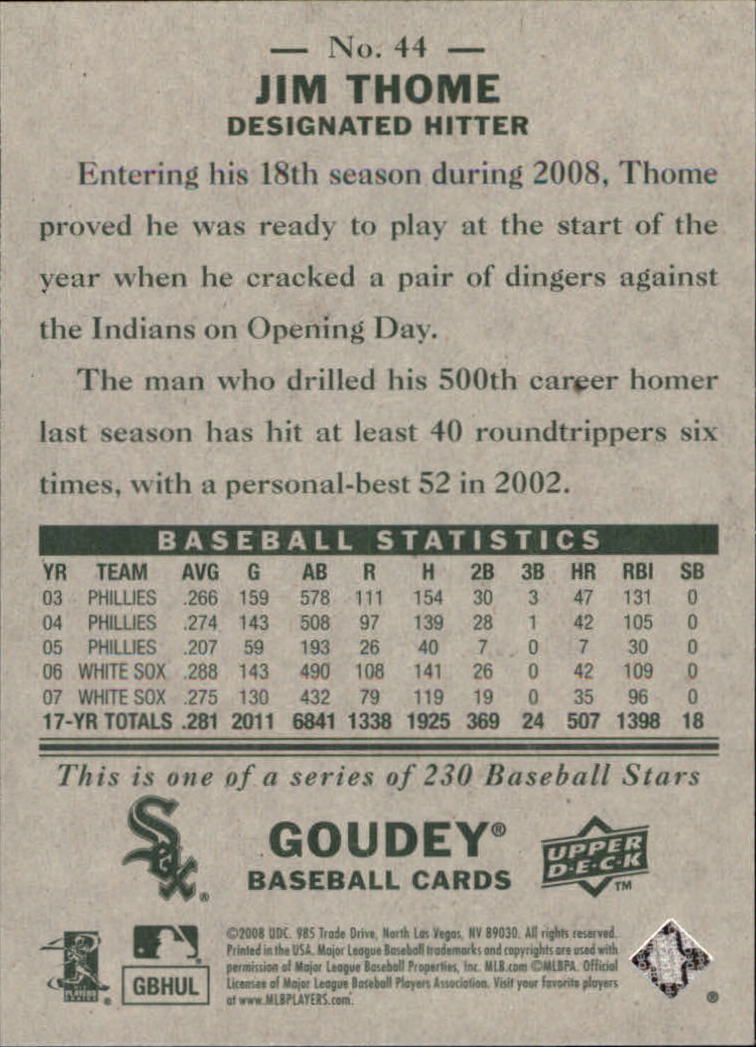 — No. 44 —
JIM THOME
DESIGNATED HITTER
Entering his 18th season during 2008, Thome
proved he was ready to play at the start of the
year when he cracked a pair of dingers against
the Indians on Opening Day.
The man who drilled his 500th career homer
last season has hit at least 40 roundtrippers six
times, with a personal-best 52 in 2002.
BASEBALL STATISTICS
YR TEAM AVG G AB R H 2B 3B HR RBI SB
03 PHILLIES .266 159 578 111 154 30 3 47 131 0
04 PHILLIES .274 143 508 97 139 28 1 42 105 0
05 PHILLIES .207 59 193 26 40 7 0 7 30 0
06 WHITE SOX .288 143 490 108 141 26 0 42 109 0
07 WHITE SOX .275 130 432 79 119 19 0 35 96 0
17-YR TOTALS .281 2011 6841 1338 1925 369 24 507 1398 18
This is one of a series of 230 Baseball Stars
Sox ®
GOUDEY®
BASEBALL CARDS
UPPER
D·E·C·K
TM
GBHUL
©2008 UDC. 985 Trade Drive, North Las Vegas, NV 89030. All rights reserved.
Printed in the USA. Major League Baseball trademarks and copyrights are used with
permission of Major League Baseball Properties, Inc. MLB.com ©MLBPA. Official
Licensee of Major League Baseball Players Association. Visit your favorite players
at www.MLBPLAYERS.com.
®